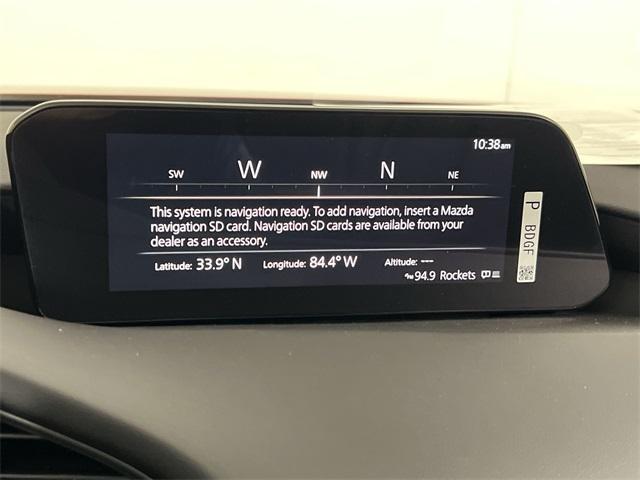 10:38am
SW W NW N NE
This system is navigation ready. To add navigation, insert a Mazda
navigation SD card. Navigation SD cards are available from your
dealer as an accessory.
Latitude: 33.9° N Longitude: 84.4° W Altitude: ---
94.9 Rockets
P BDGF